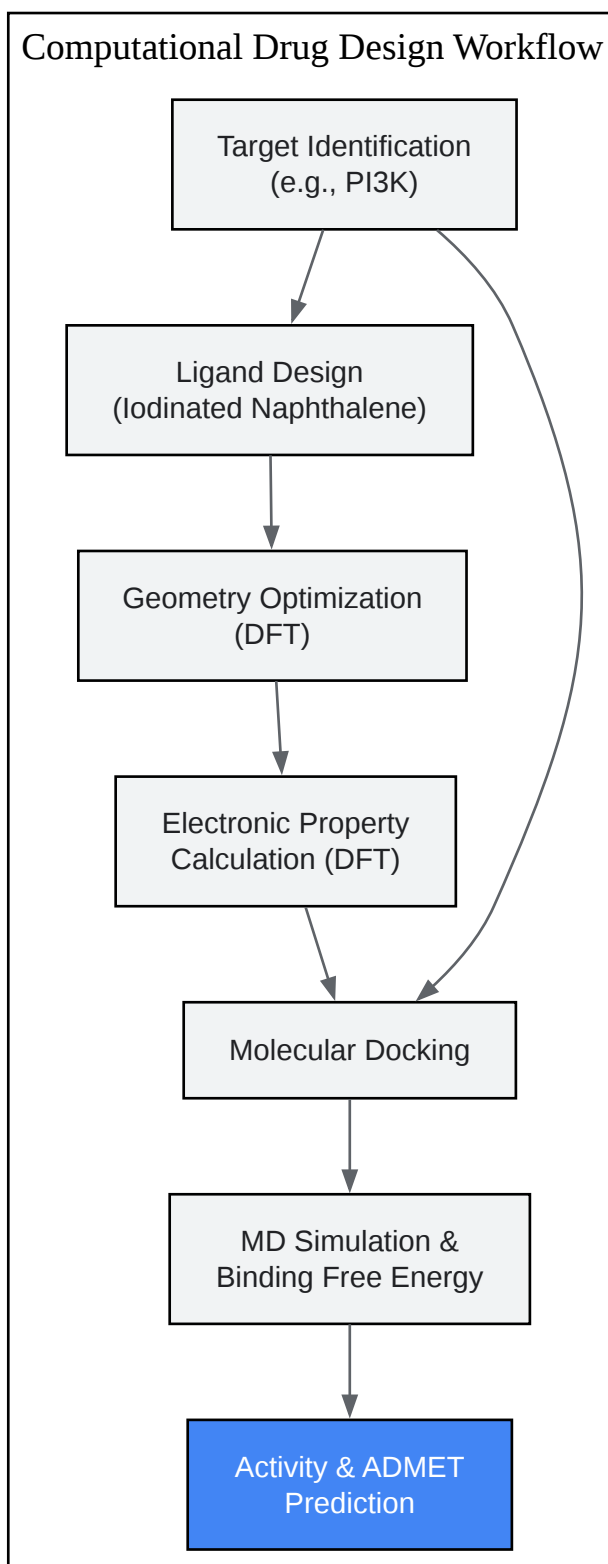 Computational Drug Design Workflow
Target Identification
(e.g., PI3K)
Ligand Design
(Iodinated Naphthalene)
Geometry Optimization
(DFT)
Electronic Property
Calculation (DFT)
Molecular Docking
MD Simulation &
Binding Free Energy
Activity & ADMET
Prediction